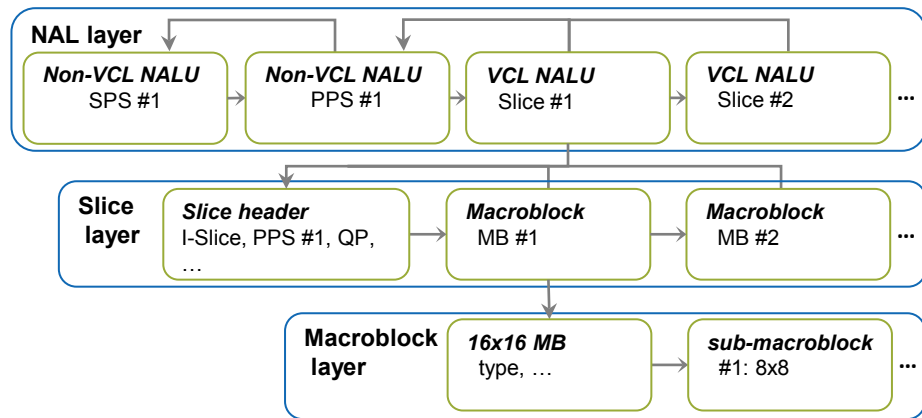 NAL layer
Non-VCL NALU
SPS #1
Non-VCL NALU
PPS #1
VCL NALU
Slice #1
VCL NALU
Slice #2
...
Slice
layer
Slice header
I-Slice, PPS #1, QP,
…
Macroblock
MB #1
Macroblock
MB #2
...
Macroblock
layer
16x16 MB
type, …
sub-macroblock
#1: 8x8
...